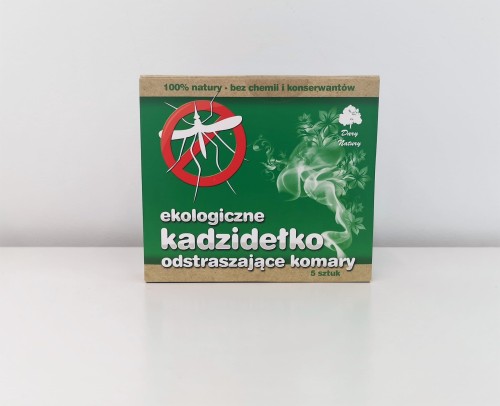 100% natury - bez chemii i konserwantów
Dary
Natury
ekologiczne
kadzidełko
odstraszające komary
5 sztuk